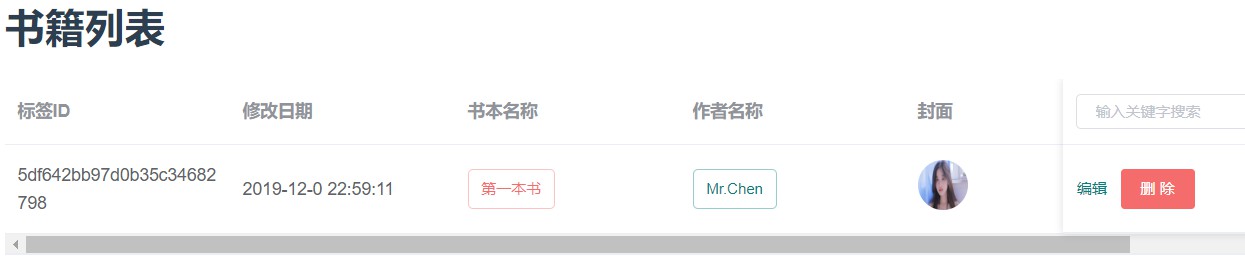 书籍列表
标签ID 修改日期 书本名称 作者名称 封面 输入关键字搜索
5df642bb97d0b35c34682
798 2019-12-0 22:59:11 第一本书 Mr.Chen 编辑 删 除